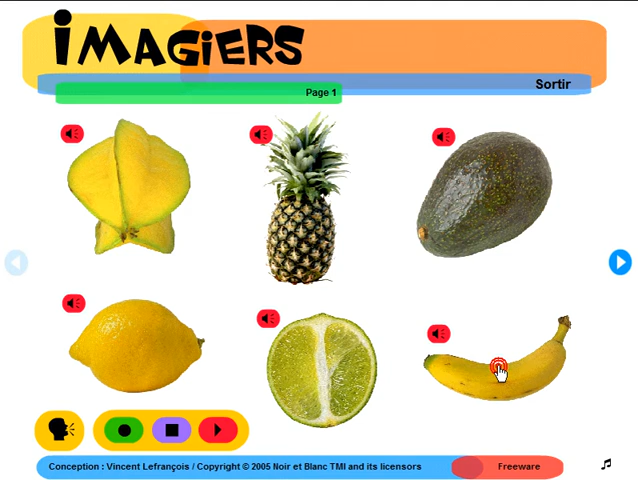 iMAGiERS
Sortir
Page 1
Conception : Vincent Lefrançois / Copyright © 2005 Noir et Blanc TMI and its licensors
Freeware